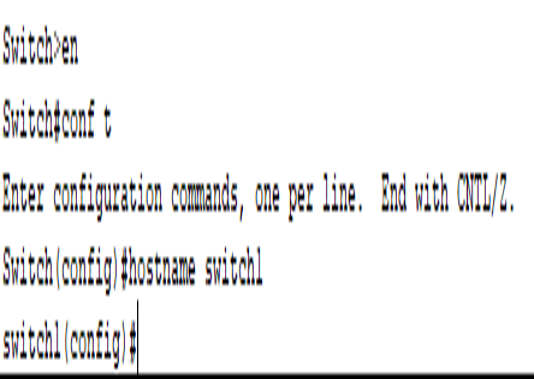 Switch>en
Switch#conf t
Enter configuration commands, one per line.  End with CNTL/Z.
Switch(config)#hostname switch1
switch1(config)#